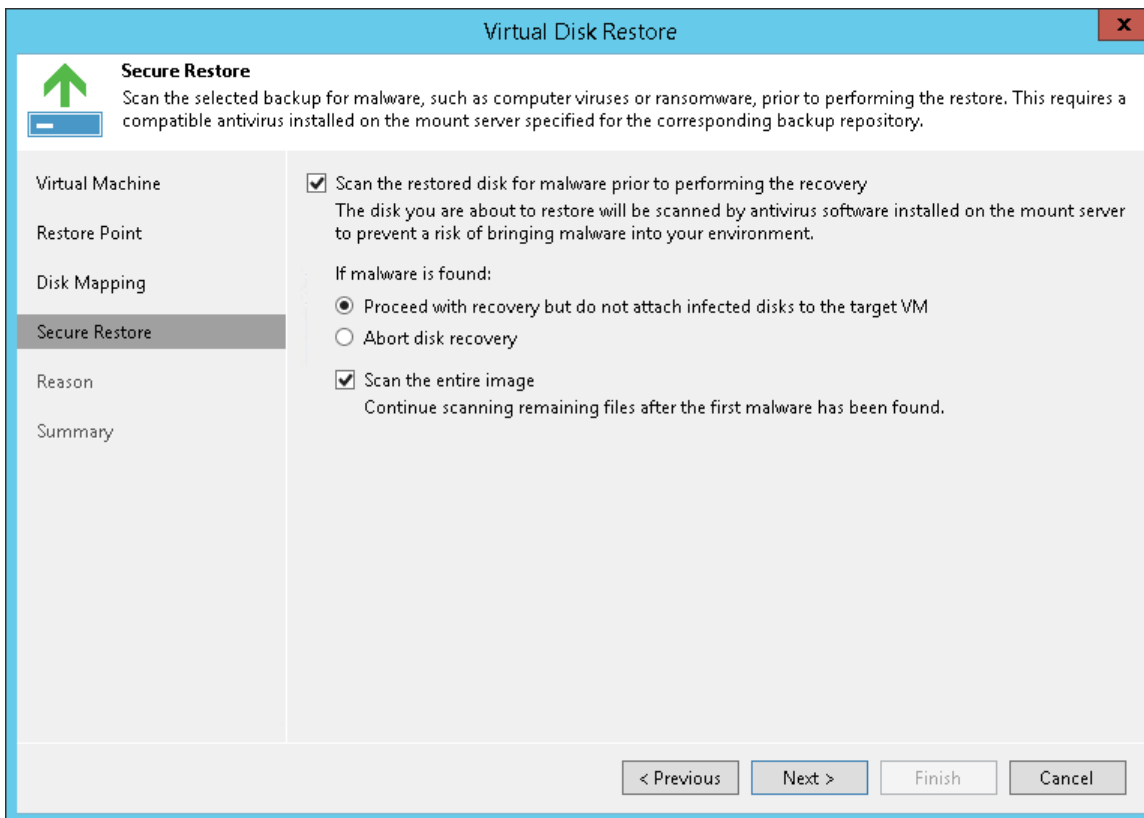 Virtual Disk Restore
x
Secure Restore
Scan the selected backup for malware, such as computer viruses or ransomware, prior to performing the restore. This requires a
compatible antivirus installed on the mount server specified for the corresponding backup repository.
Virtual Machine
Restore Point
Disk Mapping
Secure Restore
Reason
Summary
Scan the restored disk for malware prior to performing the recovery
The disk you are about to restore will be scanned by antivirus software installed on the mount server
to prevent a risk of bringing malware into your environment.
If malware is found:
Proceed with recovery but do not attach infected disks to the target VM
Abort disk recovery
Scan the entire image
Continue scanning remaining files after the first malware has been found.
< Previous
Next >
Finish
Cancel